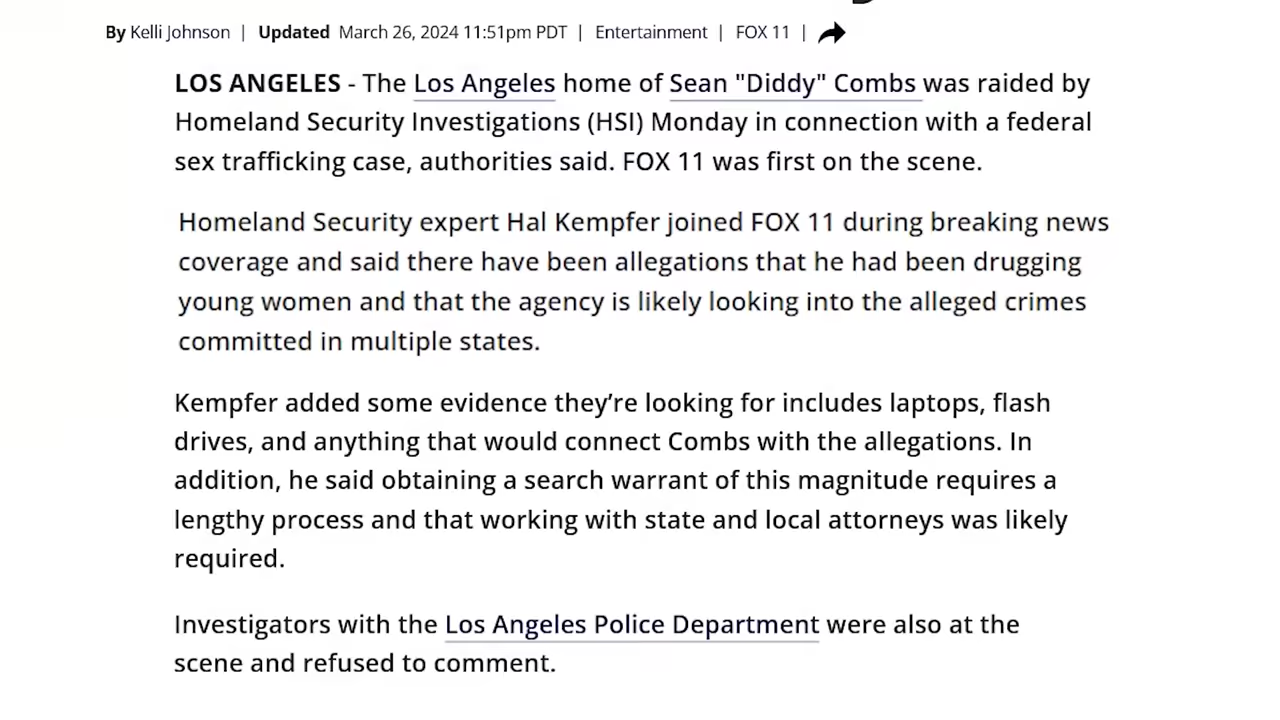 By Kelli Johnson | Updated March 26, 2024 11:51pm PDT | Entertainment | FOX 11 |
LOS ANGELES - The Los Angeles home of Sean "Diddy" Combs was raided by
Homeland Security Investigations (HSI) Monday in connection with a federal
sex trafficking case, authorities said. FOX 11 was first on the scene.
Homeland Security expert Hal Kempfer joined FOX 11 during breaking news
coverage and said there have been allegations that he had been drugging
young women and that the agency is likely looking into the alleged crimes
committed in multiple states.
Kempfer added some evidence they’re looking for includes laptops, flash
drives, and anything that would connect Combs with the allegations. In
addition, he said obtaining a search warrant of this magnitude requires a
lengthy process and that working with state and local attorneys was likely
required.
Investigators with the Los Angeles Police Department were also at the
scene and refused to comment.